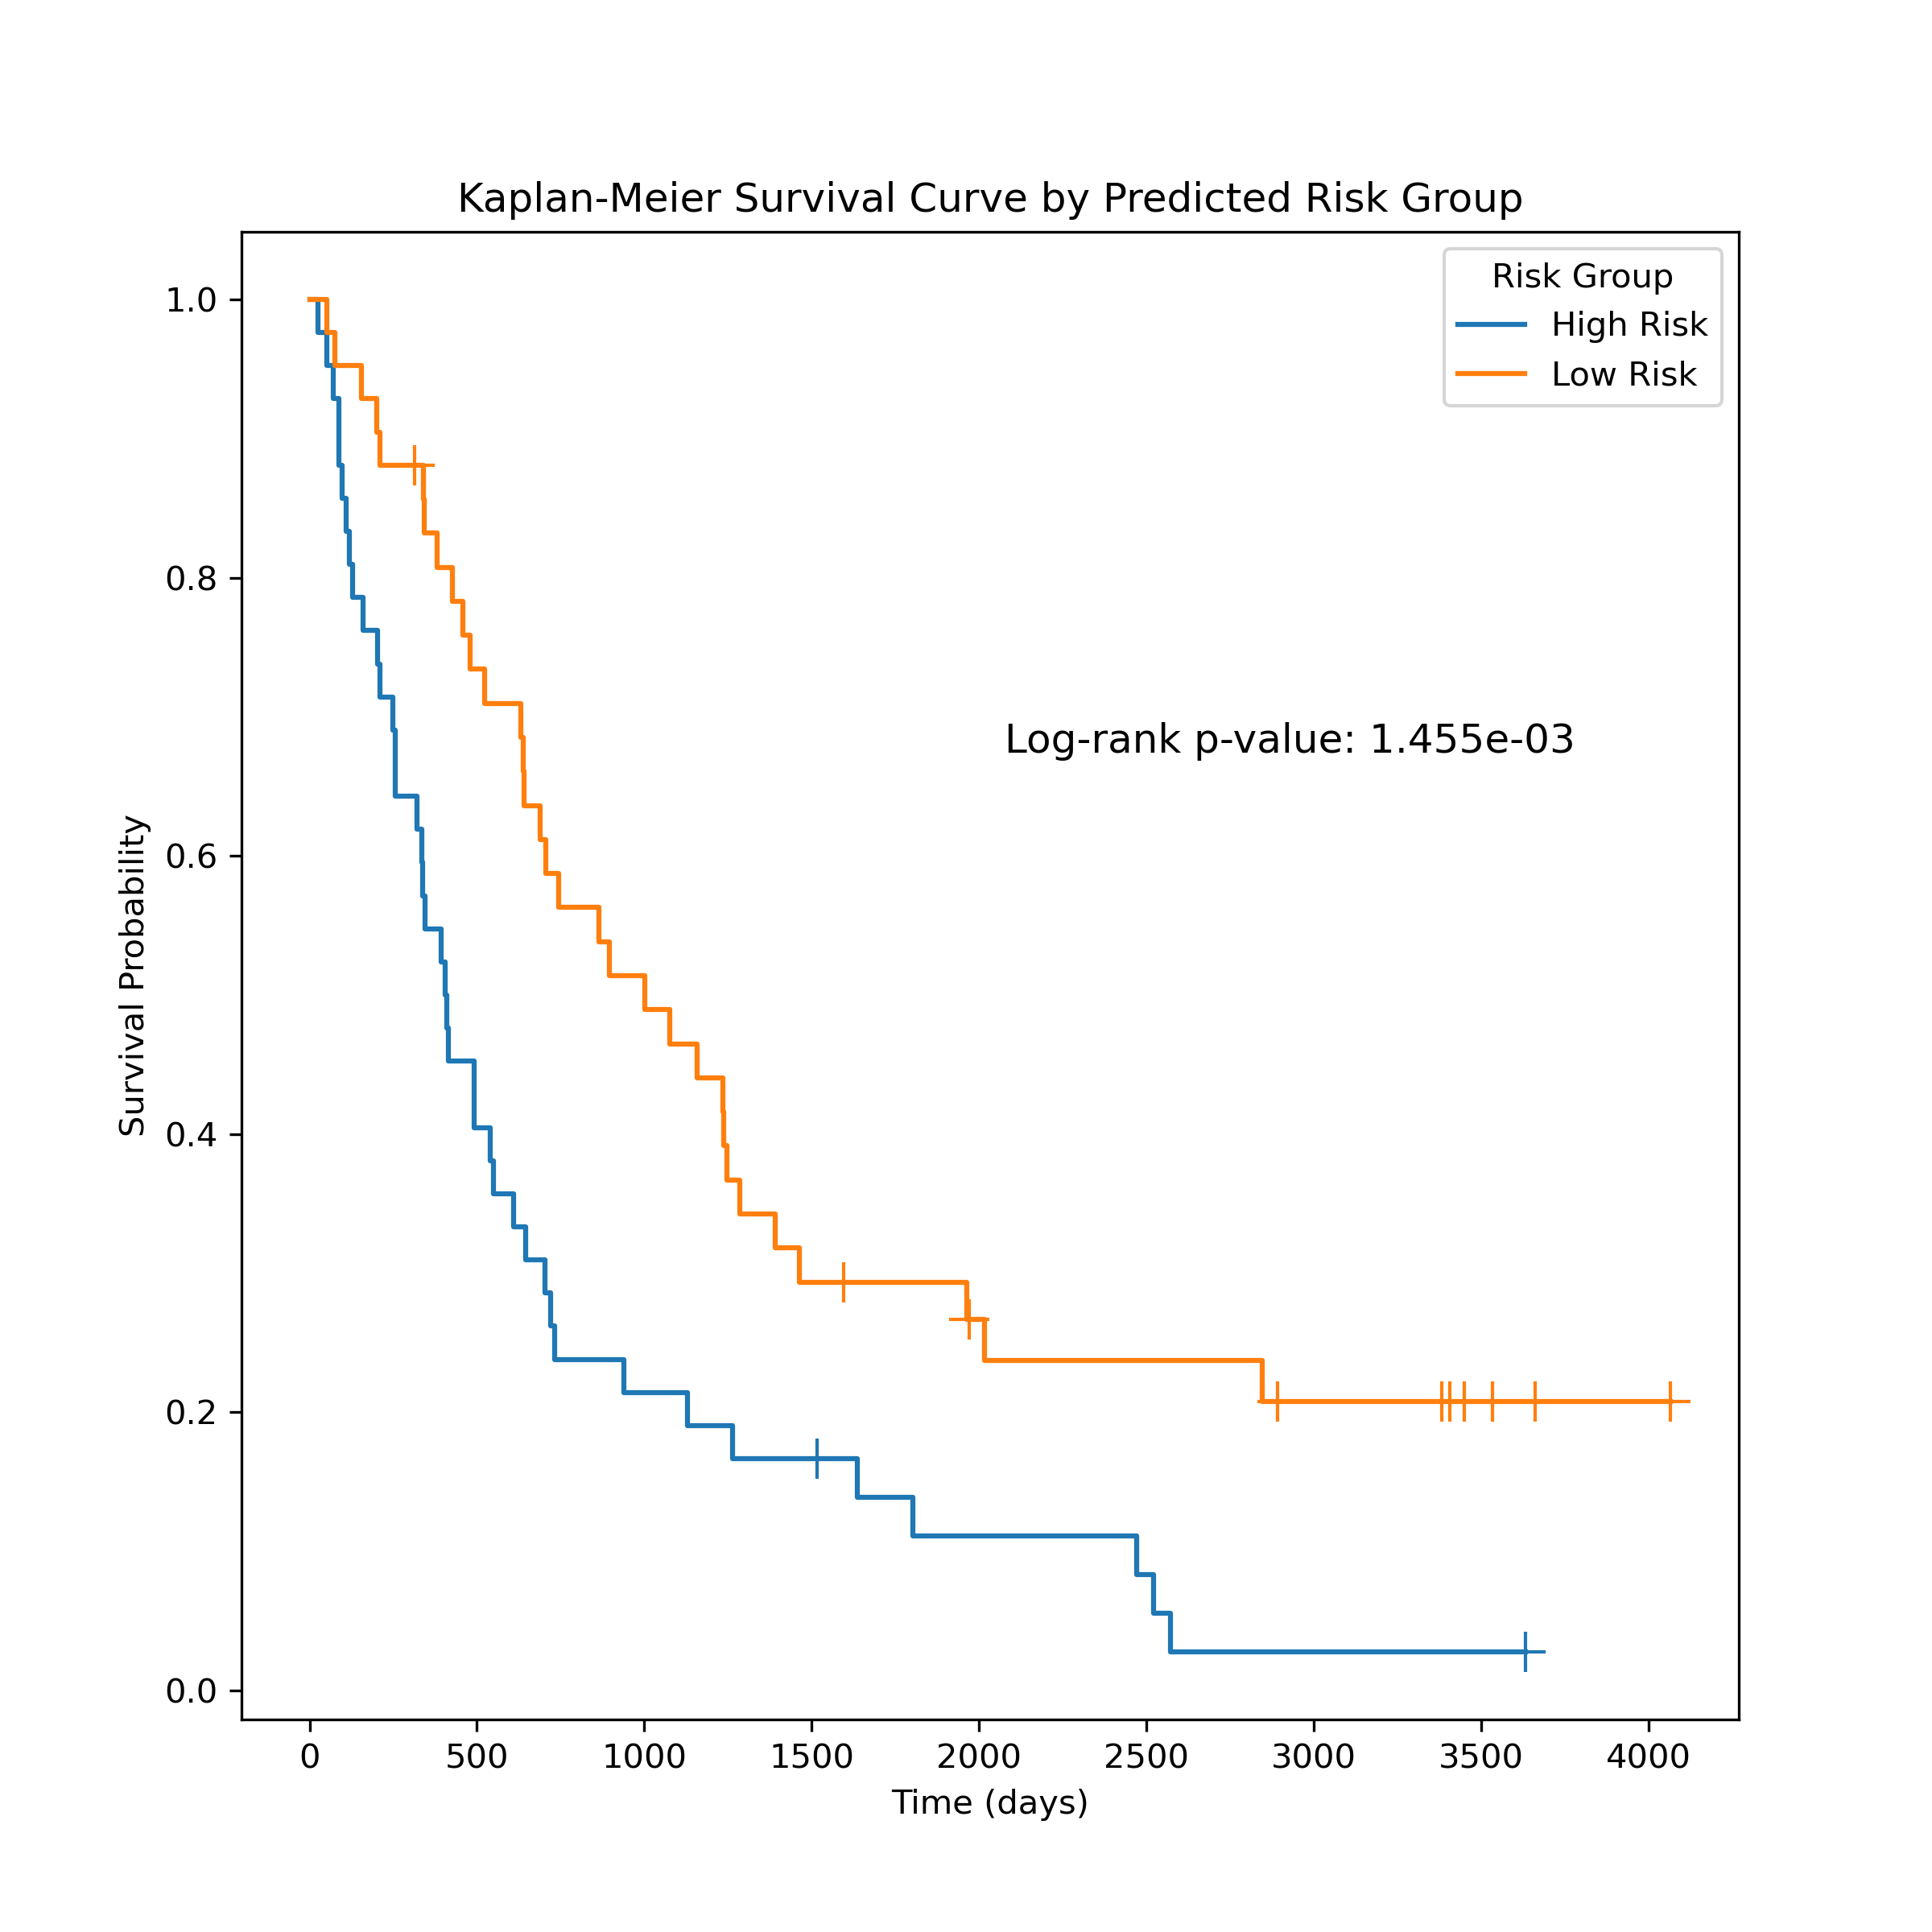 Kaplan-Meier Survival Curve by Predicted Risk Group
Risk Group
High Risk
Low Risk
Log-rank p-value: 1.455e-03
Survival Probability
1.0
0.8
0.6
0.4
0.2
0.0
0 500 1000 1500 2000 2500 3000 3500 4000
Time (days)